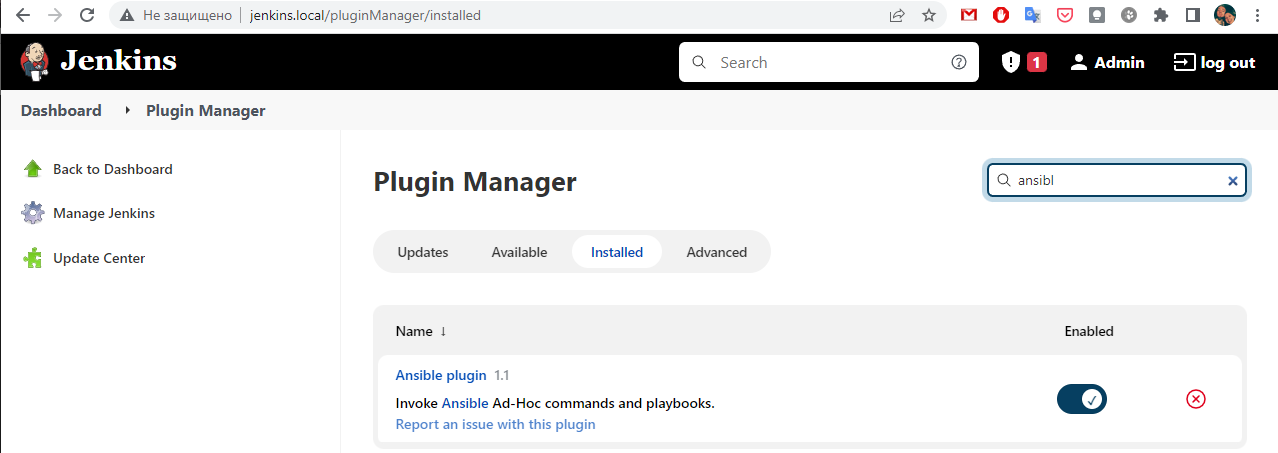 Не защищено jenkins.local/pluginManager/installed
Jenkins Search 1 Admin log out
Dashboard Plugin Manager
Back to Dashboard
Manage Jenkins
Update Center
Plugin Manager ansibl
Updates Available Installed Advanced
Name ↓ Enabled
Ansible plugin 1.1
Invoke Ansible Ad-Hoc commands and playbooks.
Report an issue with this plugin